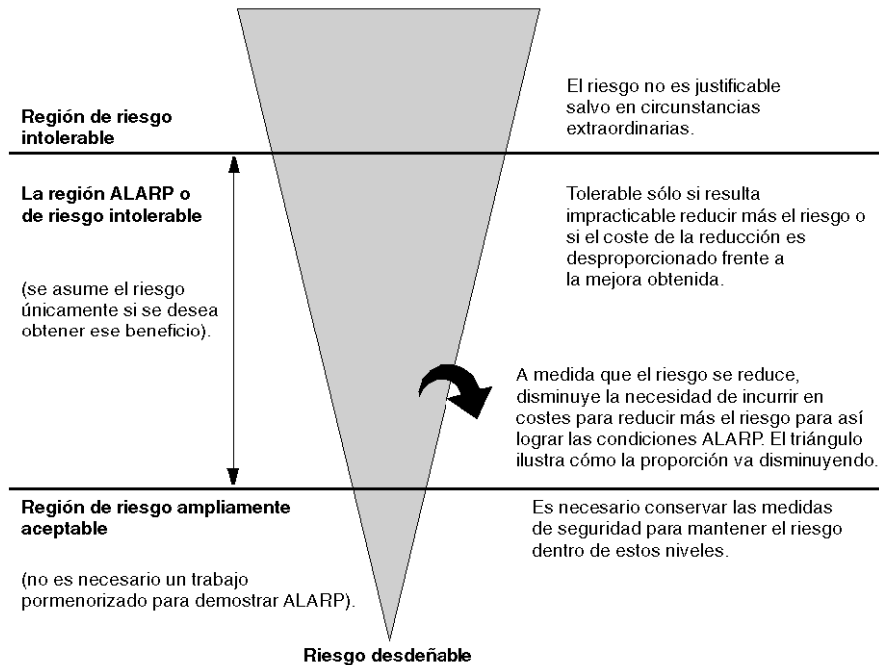 El riesgo no es justificable
salvo en circunstancias
extraordinarias.
Región de riesgo
intolerable
La región ALARP o
de riesgo intolerable
(se asume el riesgo
únicamente si se desea
obtener ese beneficio).
Tolerable sólo si resulta
impracticable reducir más el riesgo o
si el coste de la reducción es
desproporcionado frente a
la mejora obtenida.
A medida que el riesgo se reduce,
disminuye la necesidad de incurrir en
costes para reducir más el riesgo para así
lograr las condiciones ALARP. El triángulo
ilustra cómo la proporción va disminuyendo.
Región de riesgo ampliamente
aceptable
(no es necesario un trabajo
pormenorizado para demostrar ALARP).
Es necesario conservar las medidas
de seguridad para mantener el riesgo
dentro de estos niveles.
Riesgo desdeñable